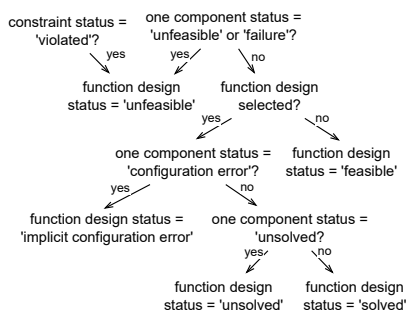 constraint status =
'violated'?
one component status =
'unfeasible' or 'failure'?
yes
yes
no
function design
status = 'unfeasible'
function design
selected?
yes
no
one component status =
'configuration error'?
function design
status = 'feasible'
yes
no
function design status =
'implicit configuration error'
one component status =
'unsolved'?
yes
no
function design
status = 'unsolved'
function design
status = 'solved'